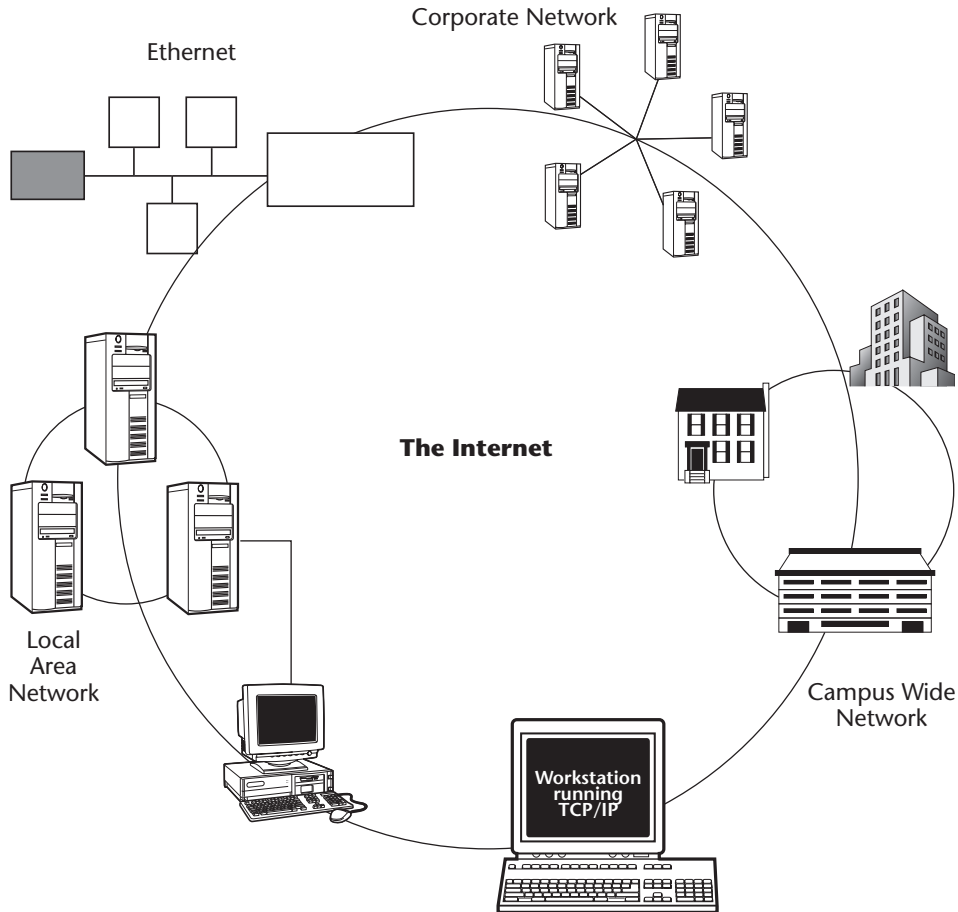 Corporate Network
Ethernet
The Internet
Local
Area
Network
Campus Wide
Network
Workstation
running
TCP/IP